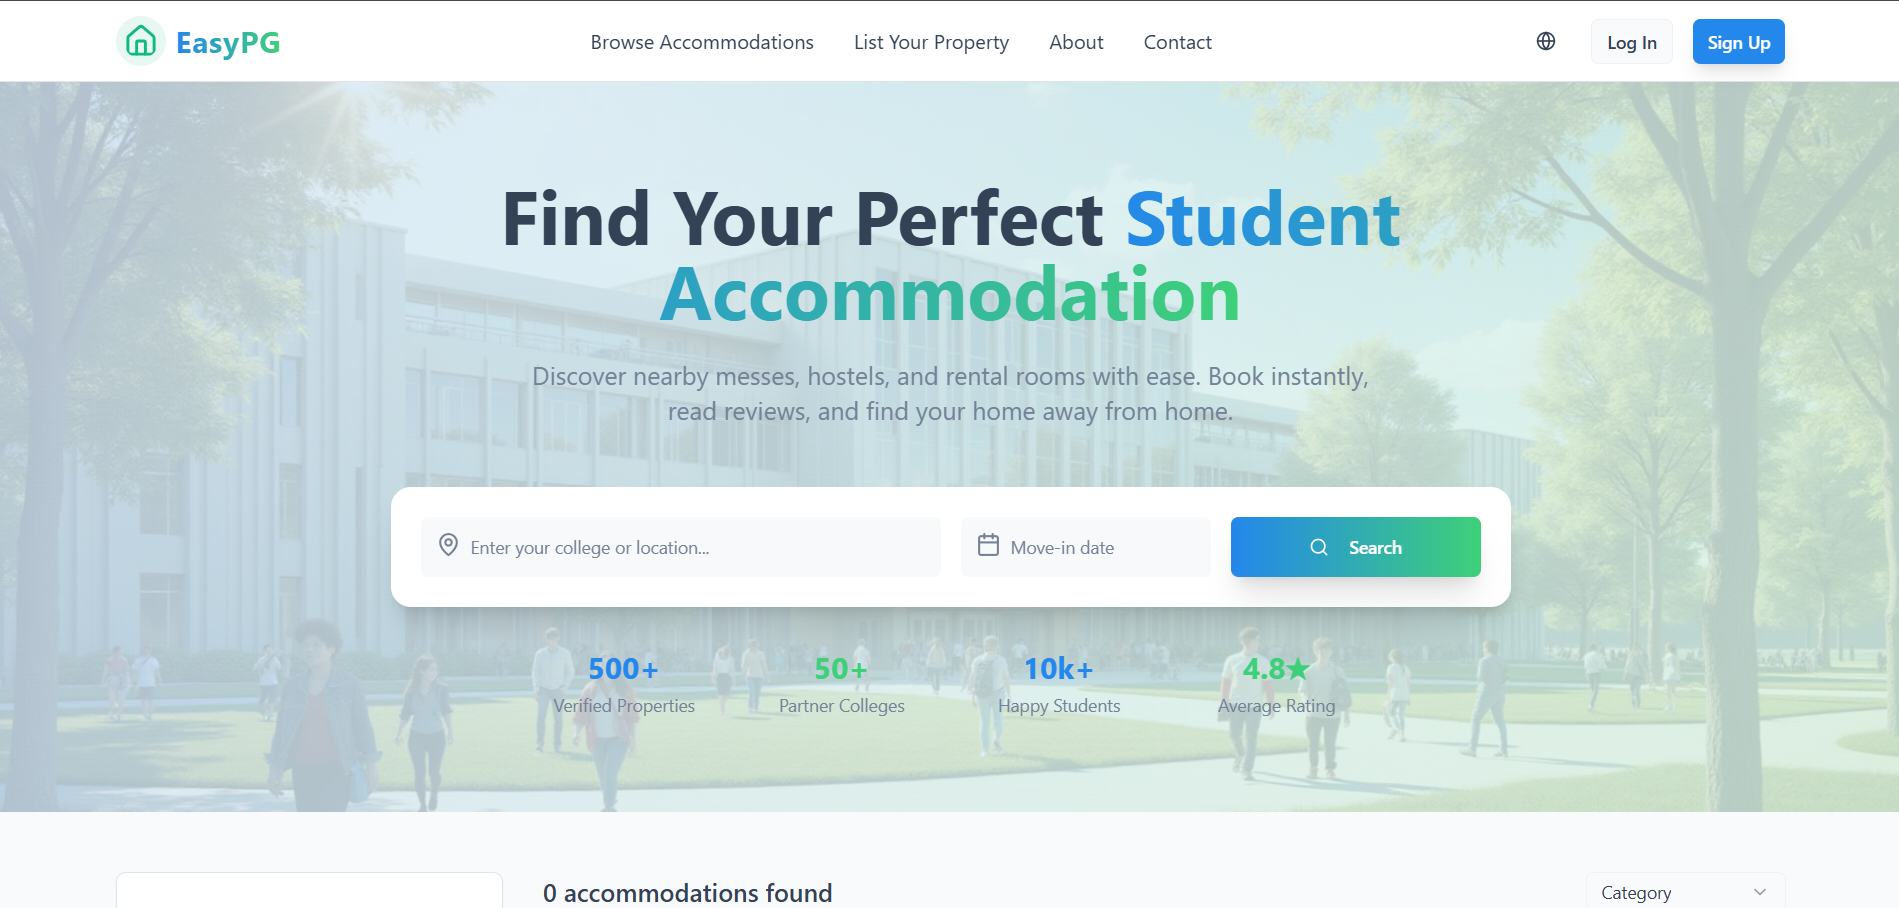 EasyPG
Browse Accommodations
List Your Property
About
Contact
Log In
Sign Up
Find Your Perfect Student
Accommodation
Discover nearby messes, hostels, and rental rooms with ease. Book instantly,
read reviews, and find your home away from home.
Enter your college or location...
Move-in date
Search
500+
Verified Properties
50+
Partner Colleges
10k+
Happy Students
4.8★
Average Rating
0 accommodations found
Category